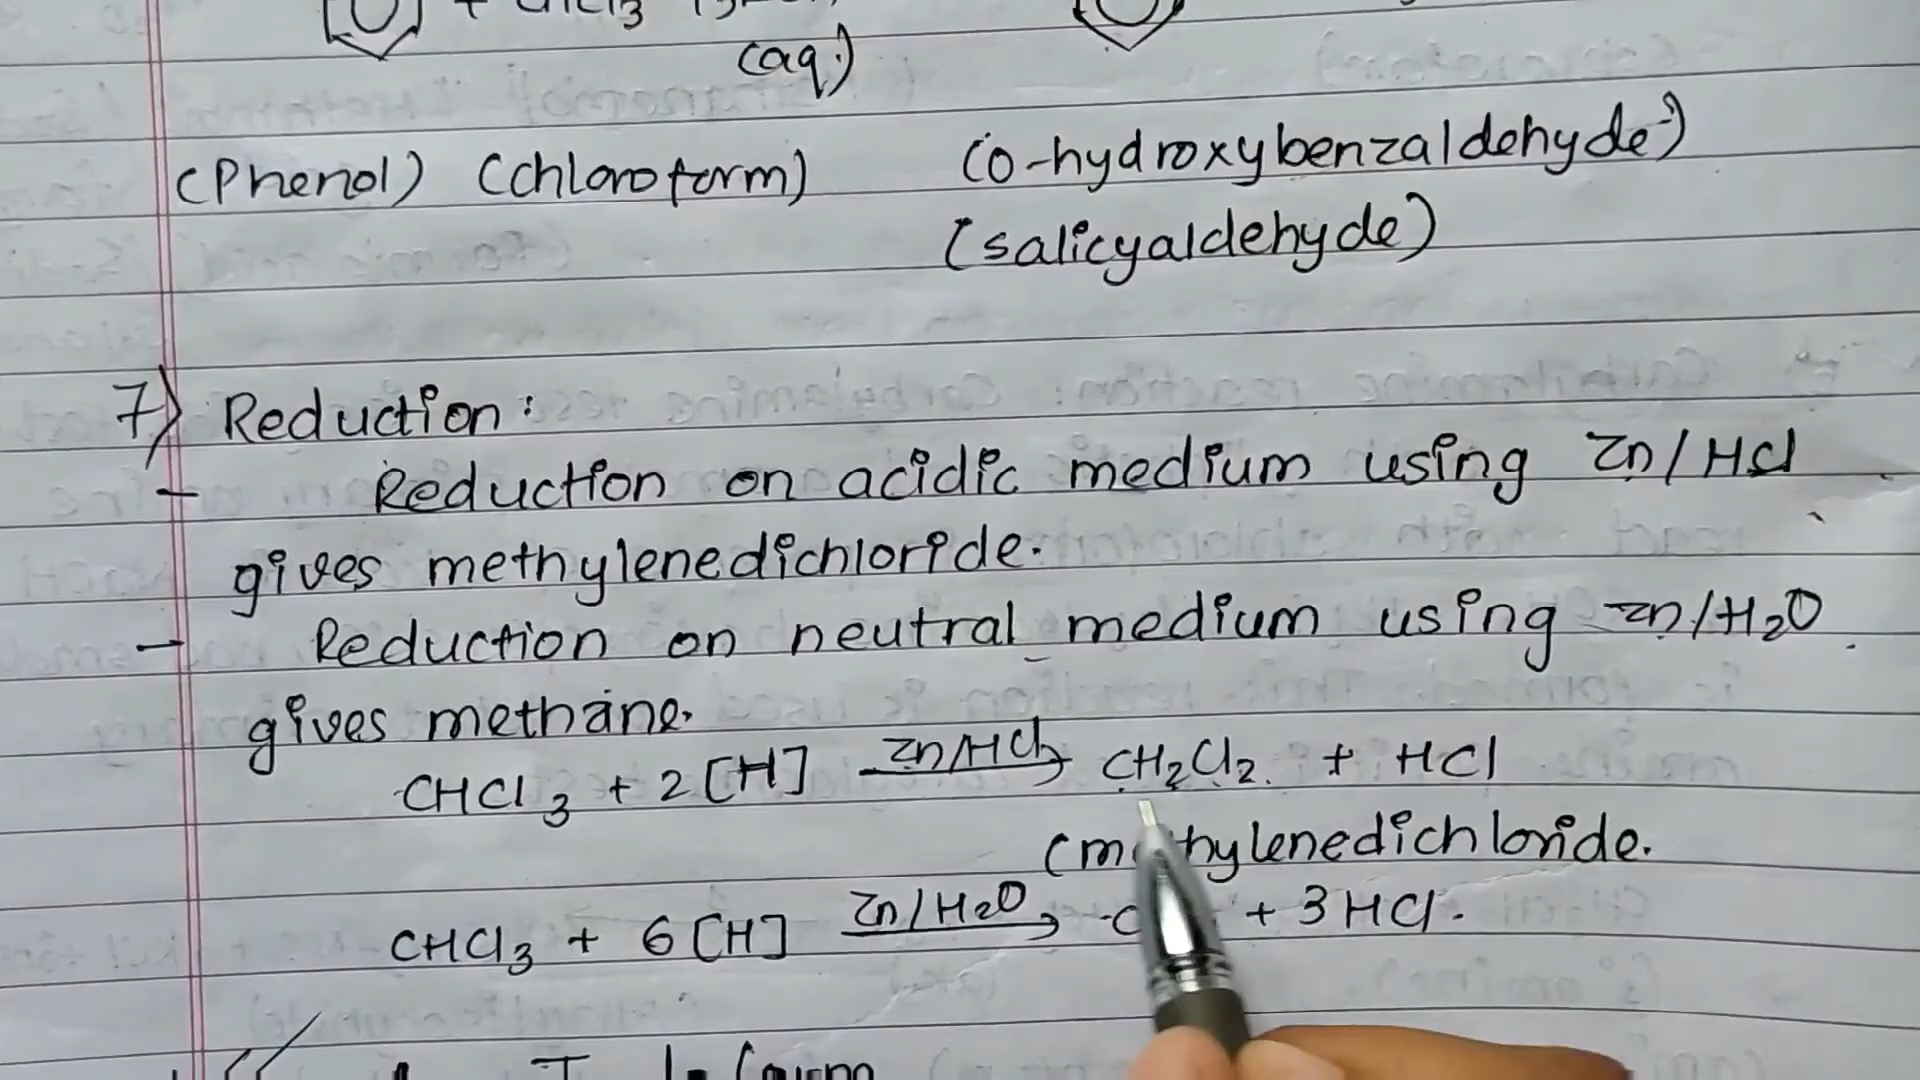 + CHCl3
(aq.)
(Phenol) (chloroform) (o-hydroxybenzaldehyde)
(salicyaldehyde)
7) Reduction:
- Reduction on acidic medium using Zn/HCl
gives methylenedichloride.
- Reduction on neutral medium using Zn/H2O
gives methane.
CHCl3 + 2[H] Zn/HCl → CH2Cl2 + HCl
(methylenedichloride.
CHCl3 + 6[H] Zn/H2O → + 3HCl.